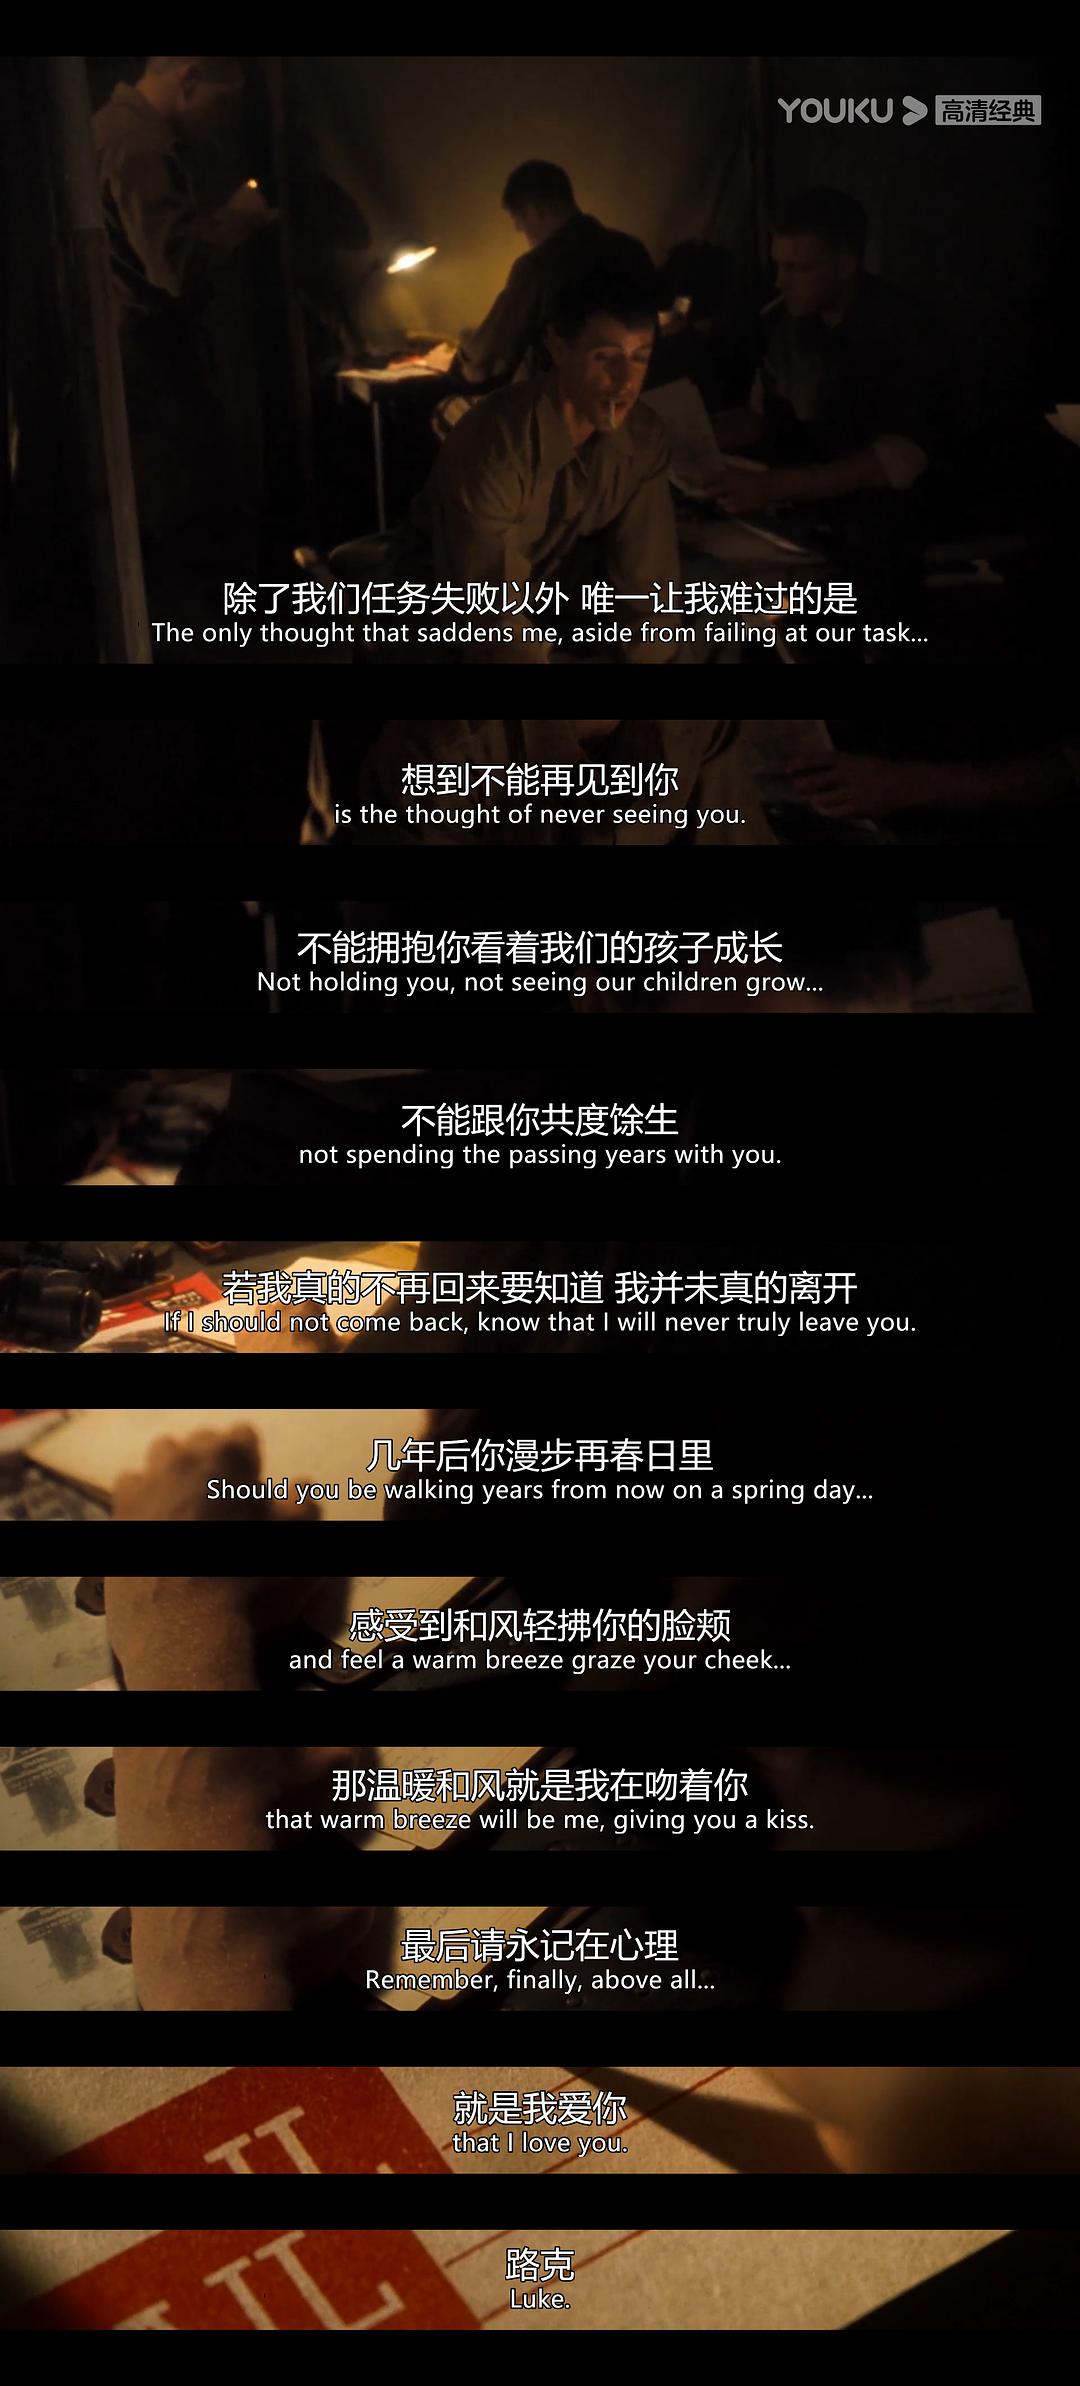 YOUKU 高清经典
除了我们任务失败以外 唯一让我难过的是
The only thought that saddens me, aside from failing at our task...
想到不能再见到你
is the thought of never seeing you.
不能拥抱你看着我们的孩子成长
Not holding you, not seeing our children grow...
不能跟你共度馀生
not spending the passing years with you.
若我真的不再回来要知道 我并未真的离开
If I should not come back, know that I will never truly leave you.
几年后你漫步再春日里
Should you be walking years from now on a spring day...
感受到和风轻拂你的脸颊
and feel a warm breeze graze your cheek...
那温暖和风就是我在吻着你
that warm breeze will be me, giving you a kiss.
最后请永记在心理
Remember, finally, above all...
就是我爱你
that I love you.
路克
Luke.